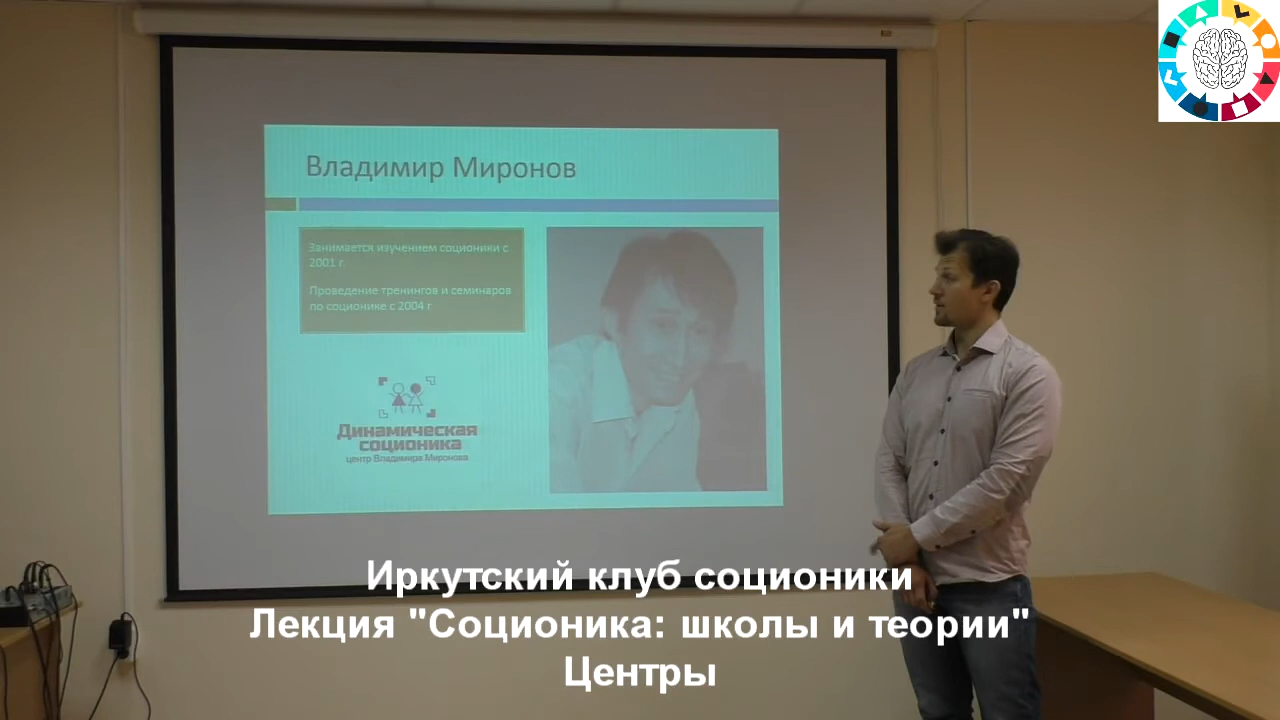 Владимир Миронов
Занимается изучением соционики с
2001 г.
Проведение тренингов и семинаров
по соционике с 2004 г
Динамическая
соционика
центр Владимира Миронова
Иркутский клуб соционики
Лекция "Соционика: школы и теории"
Центры